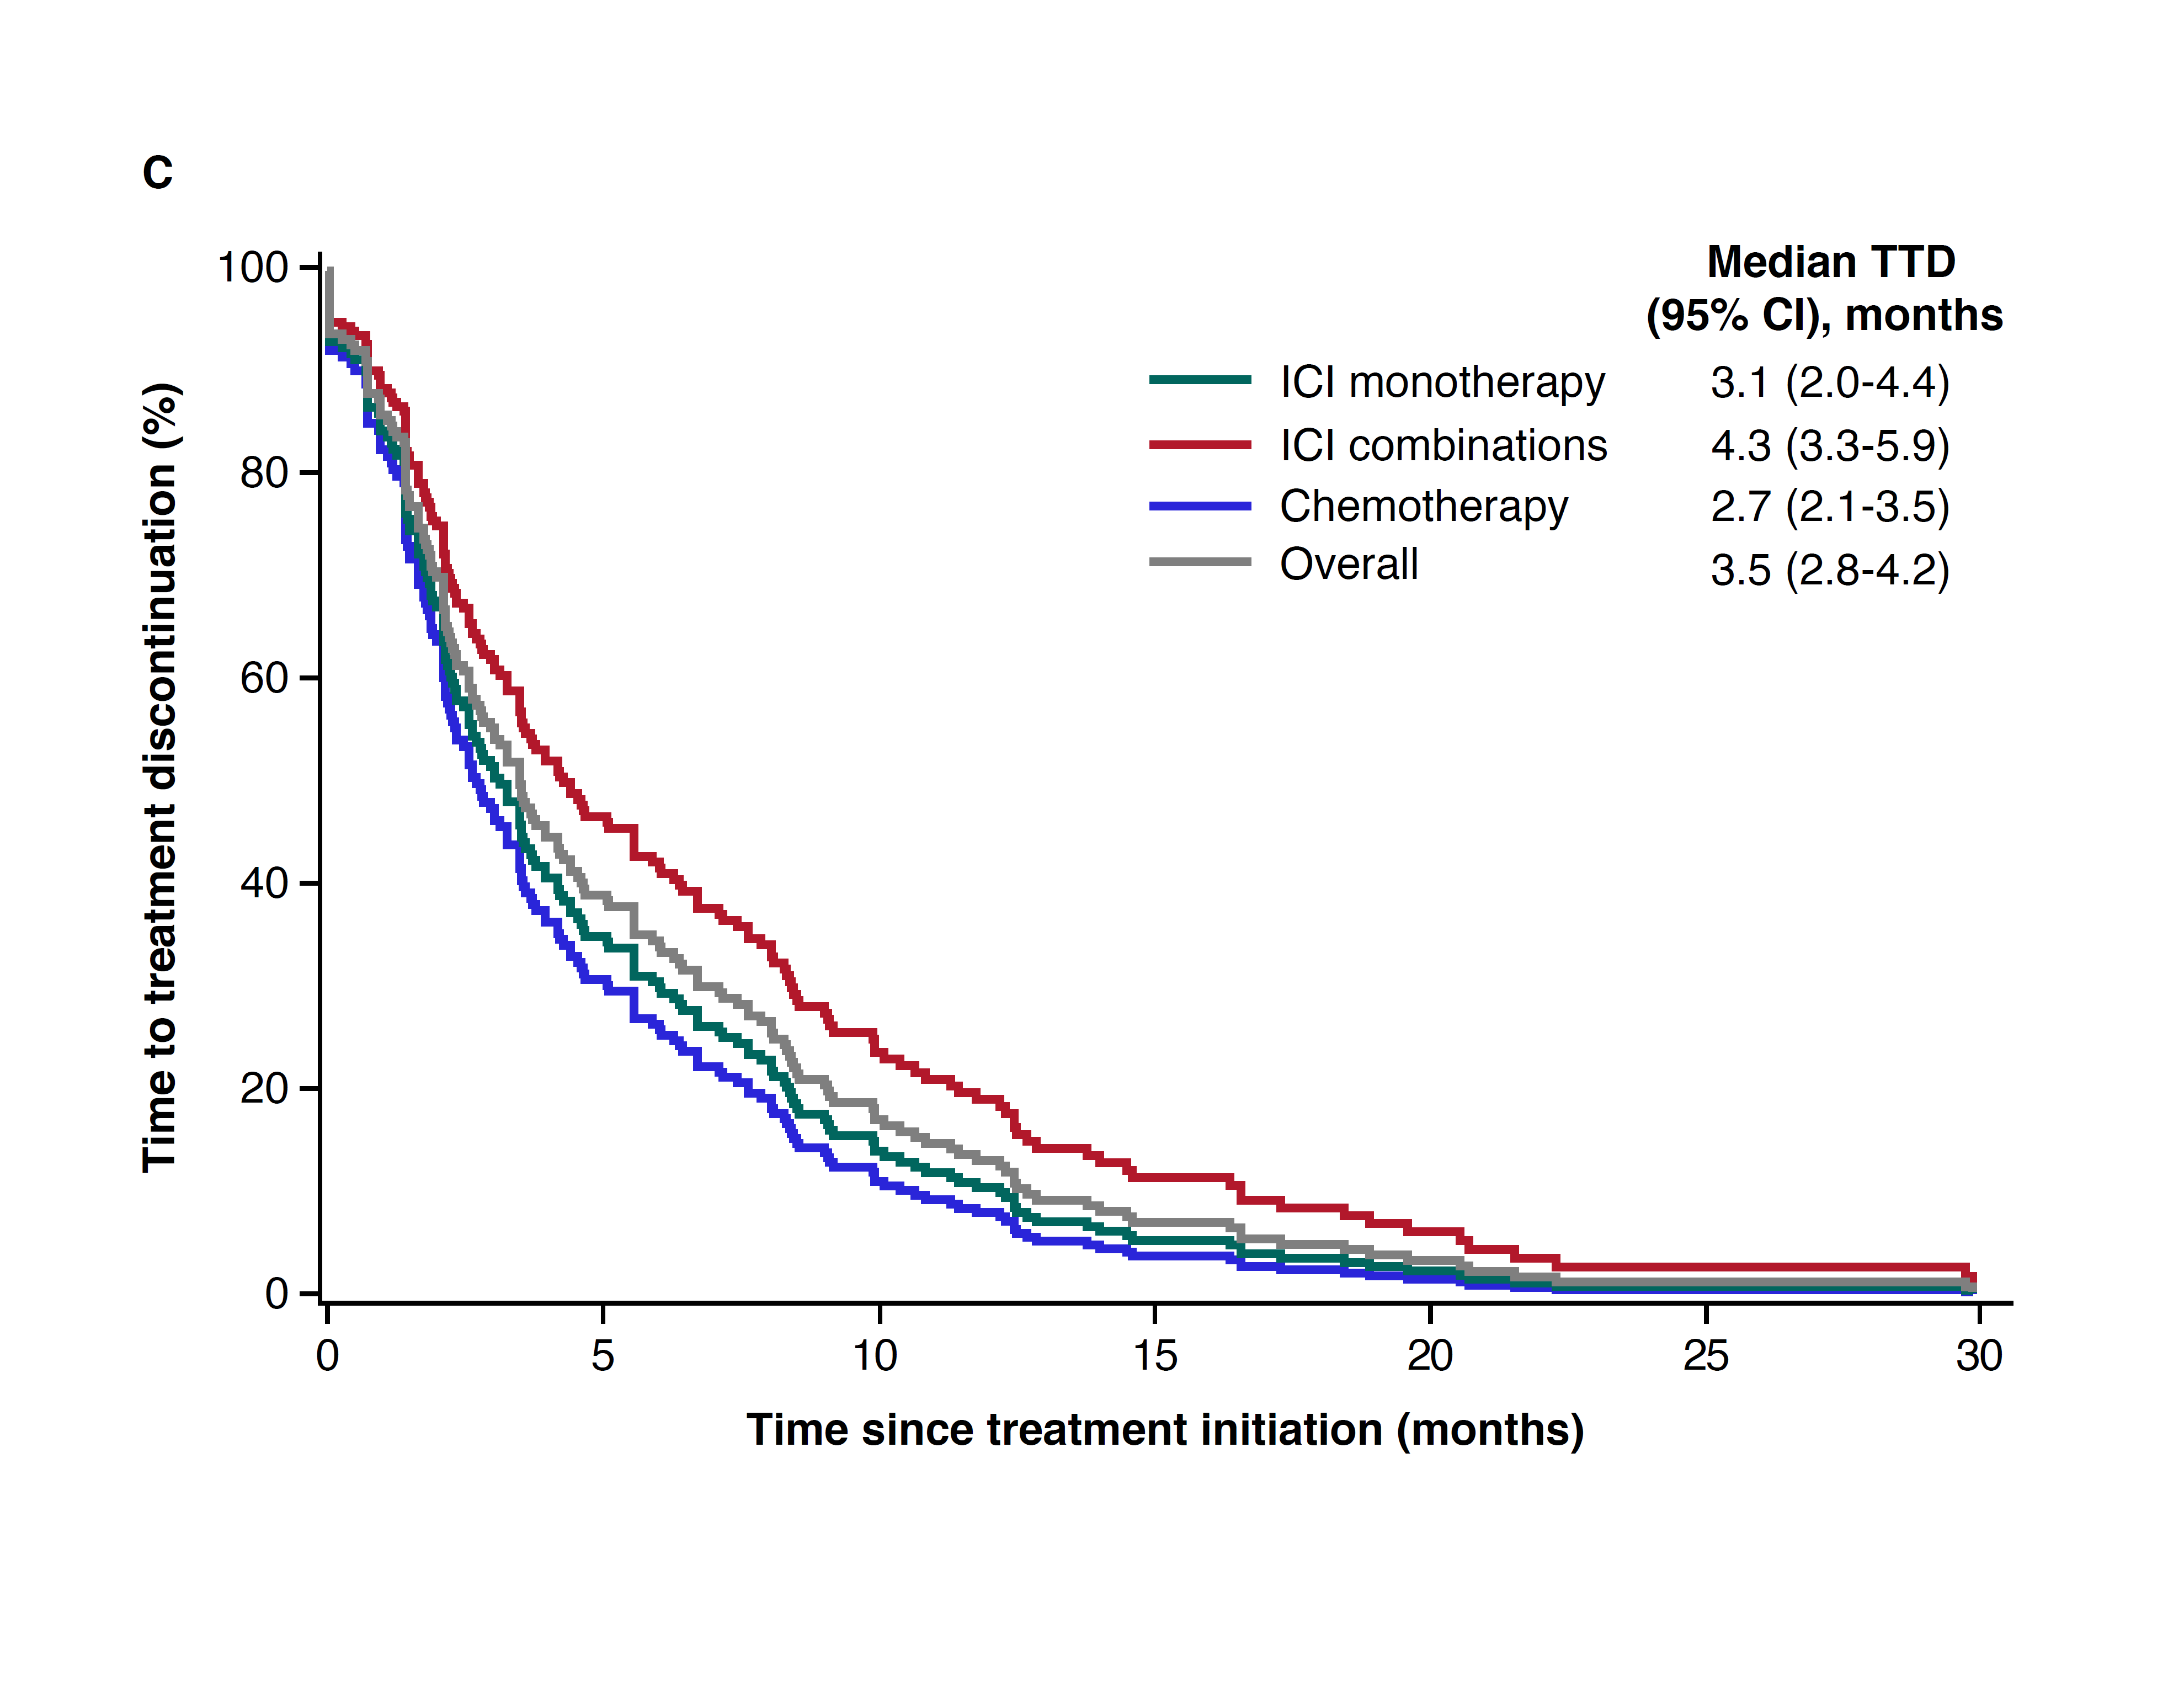 C
Median TTD
(95% CI), months
ICI monotherapy 3.1 (2.0-4.4)
ICI combinations 4.3 (3.3-5.9)
Chemotherapy 2.7 (2.1-3.5)
Overall 3.5 (2.8-4.2)
Time to treatment discontinuation (%)
100
80
60
40
20
0
0 5 10 15 20 25 30
Time since treatment initiation (months)